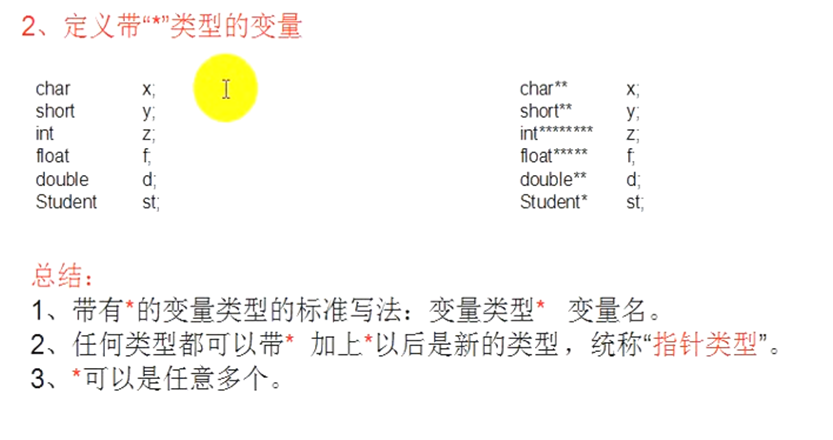 2、定义带“*”类型的变量
char x; char** x;
short y; short** y;
int z; int******** z;
float f; float***** f;
double d; double** d;
Student st; Student* st;
总结：
1、带有*的变量类型的标准写法：变量类型* 变量名。
2、任何类型都可以带* 加上*以后是新的类型，统称“指针类型”。
3、*可以是任意多个。